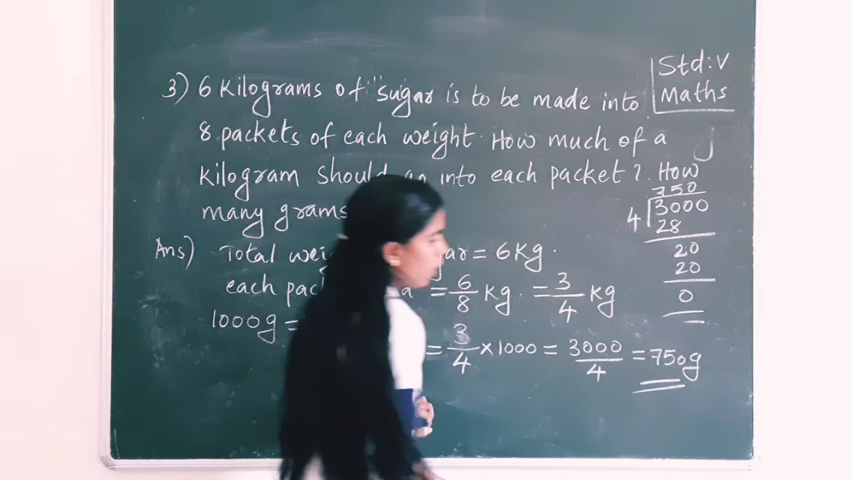 Std: V
Maths
3) 6 Kilograms of "sugar is to be made into
8 packets of each weight. How much of a
Kilogram should go into each packet? How
many grams
Ans) Total wei ar = 6 Kg.
each pac a = 6/8 Kg. = 3/4 Kg
1000g =
= 3/4 × 1000 = 3000/4 = 750g
750
4 3000
28
20
20
0